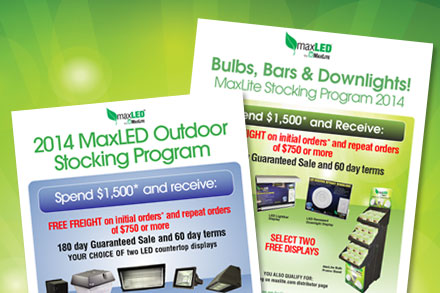 maxLED
by MaxLite
2014 MaxLED Outdoor
Stocking Program
Spend $1,500* and receive:
FREE FREIGHT on initial orders* and repeat orders
of $750 or more
180 day Guaranteed Sale and 60 day terms
YOUR CHOICE OF two LED countertop displays
maxLED
by MaxLite
Bulbs, Bars & Downlights!
MaxLite Stocking Program 2014
end $1,500* and Receive:
EIGHT on initial orders* and repeat orders
of $750 or more
Guaranteed Sale and 60 day terms
SELECT TWO
FREE DISPLAYS
YOU ALSO QUALIFY FOR:
on maxlite.com distributor page